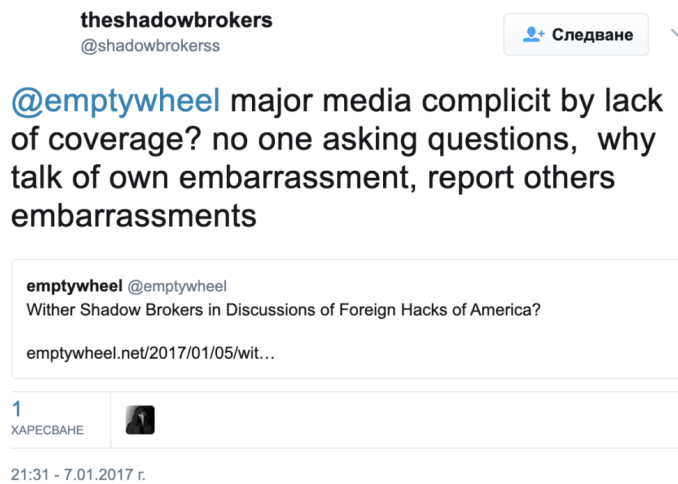 theshadowbrokers
@shadowbrokerss
Следване
@emptywheel major media complicit by lack
of coverage? no one asking questions,  why
talk of own embarrassment, report others
embarrassments
emptywheel @emptywheel
Wither Shadow Brokers in Discussions of Foreign Hacks of America?
emptywheel.net/2017/01/05/wit...
1
ХАРЕСВАНЕ
21:31 - 7.01.2017 г.